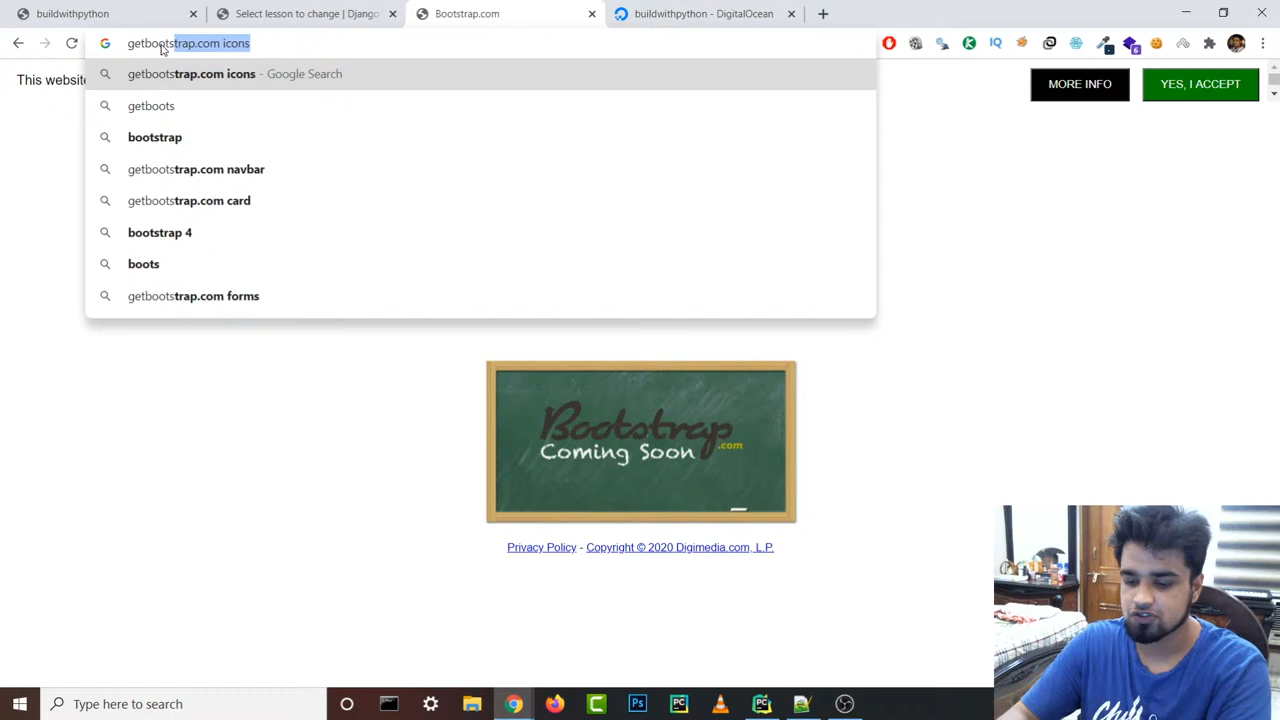 buildwithpython
Select lesson to change | Django
Bootstrap.com
buildwithpython - DigitalOcean
getbootstrap.com icons
This website
MORE INFO
YES, I ACCEPT
getbootstrap.com icons - Google Search
getboots
bootstrap
getbootstrap.com navbar
getbootstrap.com card
bootstrap 4
boots
getbootstrap.com forms
Bootstrap.com
Coming Soon
Privacy Policy - Copyright © 2020 Digimedia.com, L.P.
Type here to search